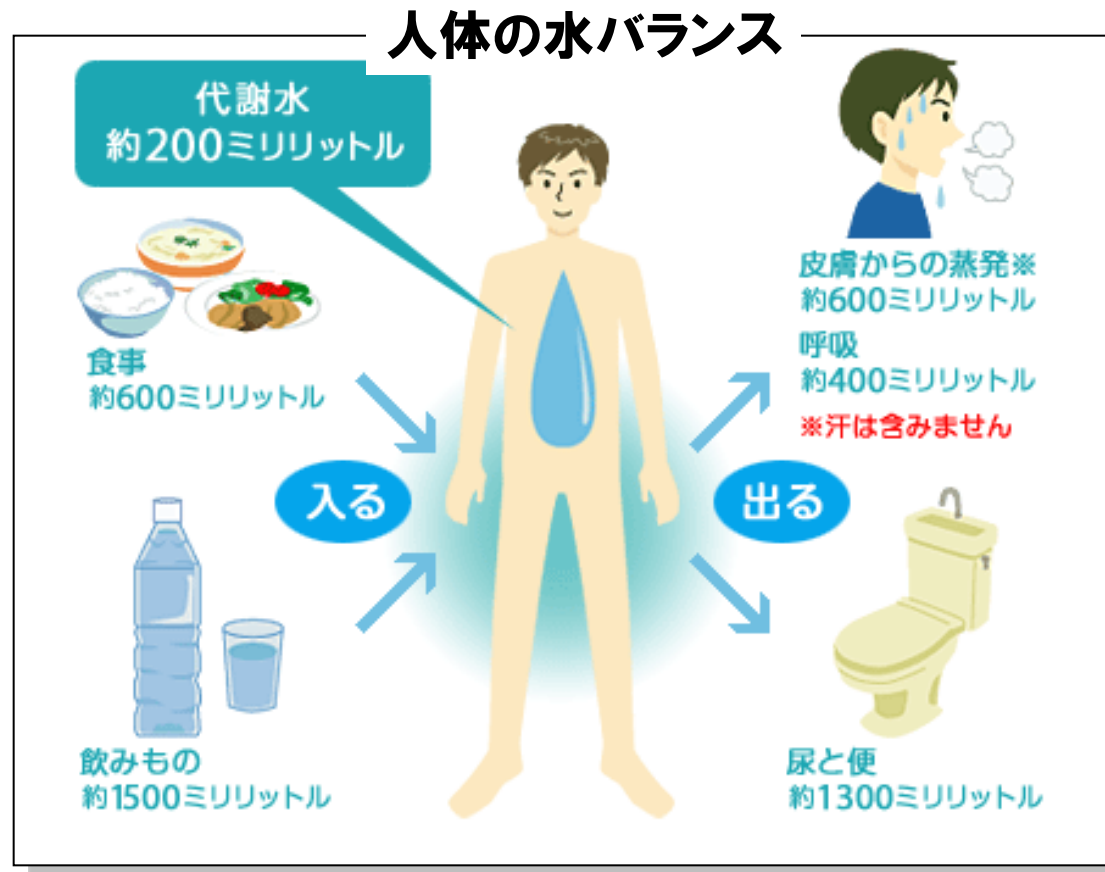 人体の水バランス
代謝水
約200ミリリットル
食事
約600ミリリットル
入る
飲みもの
約1500ミリリットル
皮膚からの蒸発※
約600ミリリットル
呼吸
約400ミリリットル
※汗は含みません
出る
尿と便
約1300ミリリットル